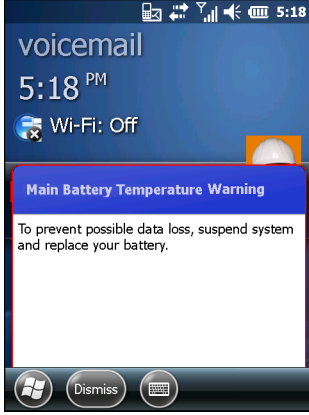 5:18
voicemail
5:18 PM
Wi-Fi: Off
Main Battery Temperature Warning
To prevent possible data loss, suspend system
and replace your battery.
Dismiss